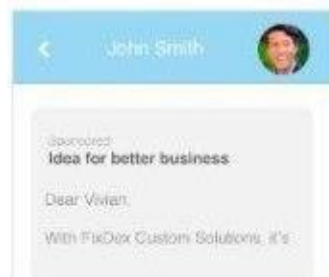 John Smith
Sponsored
Idea for better business
Dear Vivian,
With FixDex Custom Solutions, it's